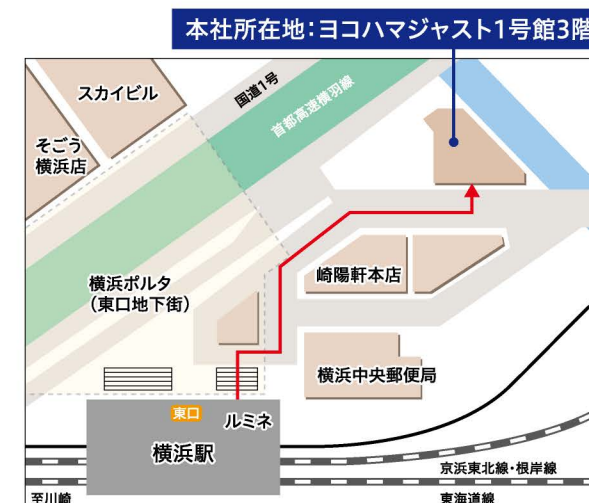 本社所在地：ヨコハマジャスト1号館3階
スカイビル
国道1号
首都高速横羽線
そごう
横浜店
横浜ポルタ
（東口地下街）
崎陽軒本店
横浜中央郵便局
東口
ルミネ
横浜駅
京浜東北線・根岸線
至川崎
東海道線